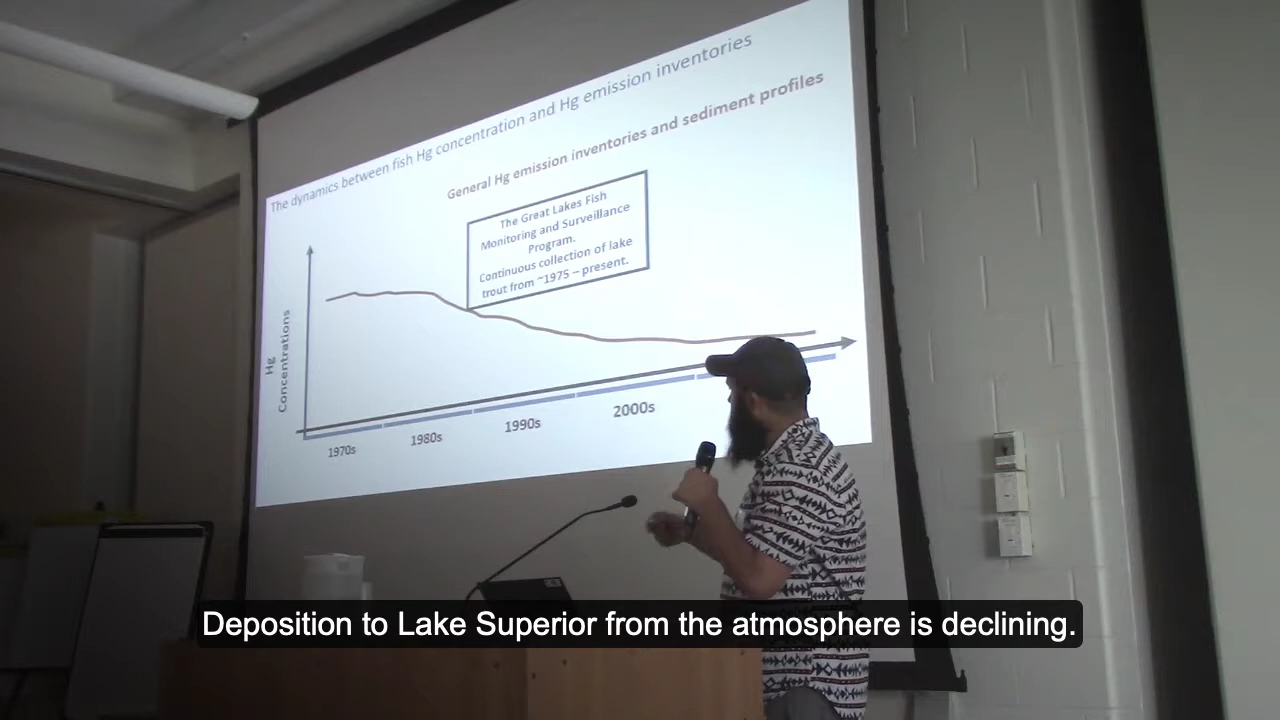 The dynamics between fish Hg concentration and Hg emission inventories
General Hg emission inventories and sediment profiles
The Great Lakes Fish
Monitoring and Surveillance
Program.
Continuous collection of lake
trout from ~1975 – present.
Hg
Concentrations
1970s
1980s
1990s
2000s
Deposition to Lake Superior from the atmosphere is declining.